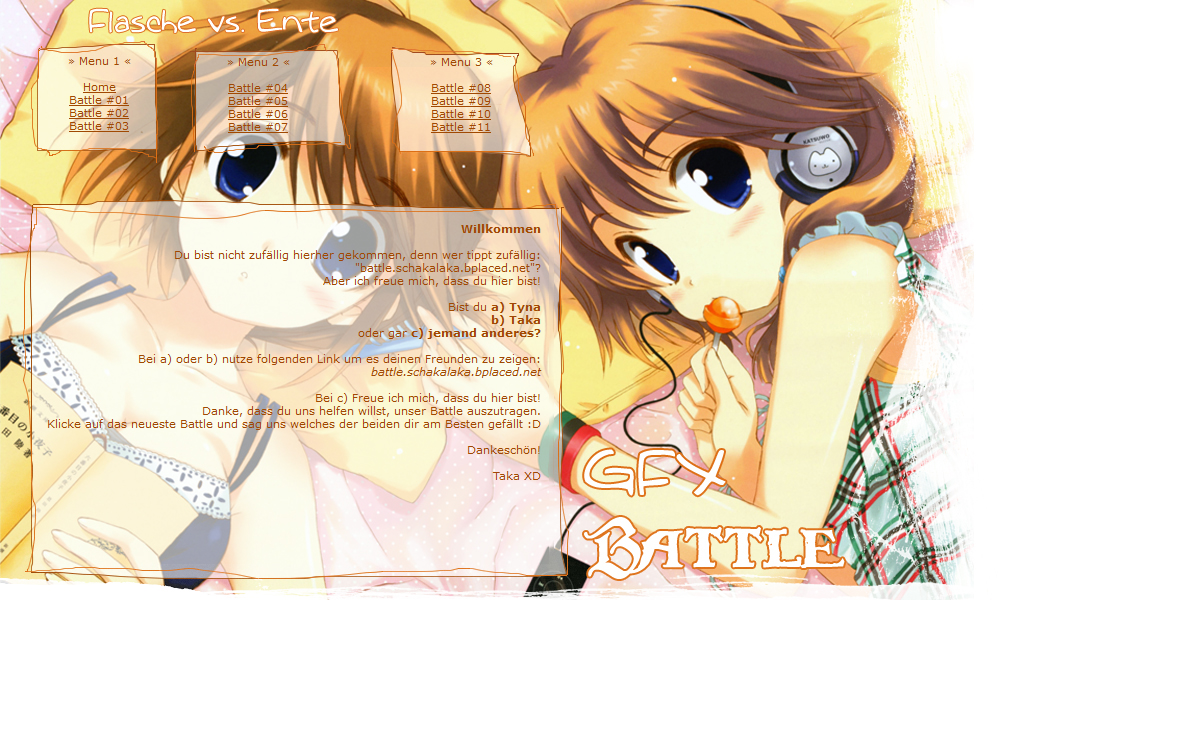 Flasche vs. Ente
» Menu 1 «
Home
Battle #01
Battle #02
Battle #03
» Menu 2 «
Battle #04
Battle #05
Battle #06
Battle #07
» Menu 3 «
Battle #08
Battle #09
Battle #10
Battle #11
KATSUWO
Willkommen
Du bist nicht zufällig hierher gekommen, denn wer tippt zufällig:
"battle.schakalaka.bplaced.net"?
Aber ich freue mich, dass du hier bist!
Bist du a) Tyna
b) Taka
oder gar c) jemand anderes?
Bei a) oder b) nutze folgenden Link um es deinen Freunden zu zeigen:
battle.schakalaka.bplaced.net
Bei c) Freue ich mich, dass du hier bist!
Danke, dass du uns helfen willst, unser Battle auszutragen.
Klicke auf das neueste Battle und sag uns welches der beiden dir am Besten gefällt :D
Dankeschön!
Taka XD
GFX
BATTLE